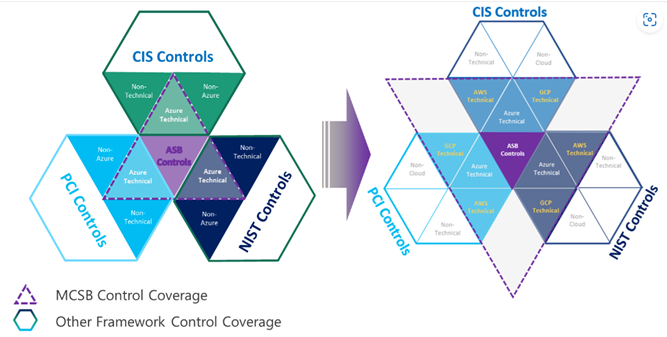 CIS Controls
Non-
Technical
Non-
Azure
Azure
Technical
Non-
Azure
ASB
Controls
Non-
Technical
Azure
Technical
Azure
Technical
Non-
Technical
Non-
Azure
PCI Controls
NIST Controls
CIS Controls
Non-
Technical
Non-
Cloud
AWS
Technical
GCP
Technical
Azure
Technical
GCP
Technical
ASB
Controls
AWS
Technical
Non-
Cloud
Azure
Technical
Azure
Technical
Non-
Technical
Non-
Technical
AWS
Technical
GCP
Technical
Non-
Cloud
PCI Controls
NIST Controls
MCSB Control Coverage
Other Framework Control Coverage